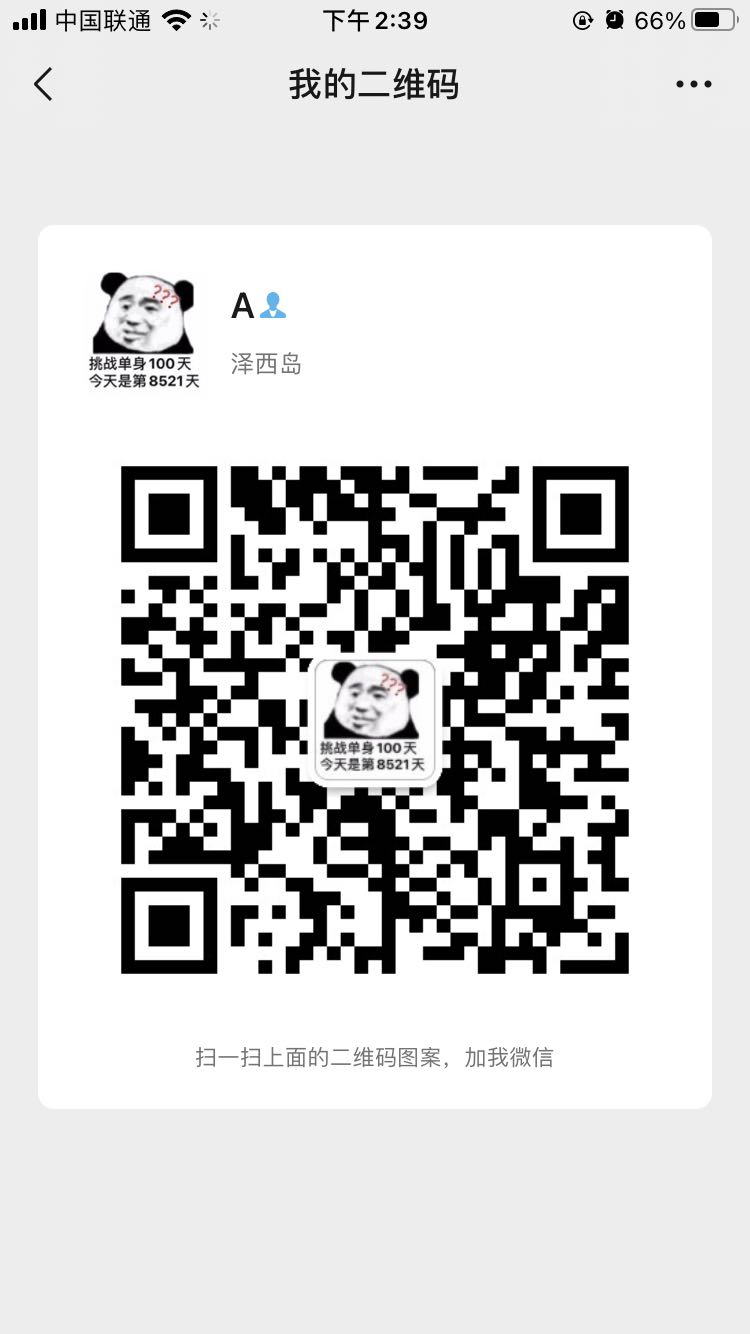 中国联通 下午 2:39 66%
我的二维码
???
挑战单身100天
今天是第8521天
A
泽西岛
???
挑战单身100天
今天是第8521天
扫一扫上面的二维码图案，加我微信